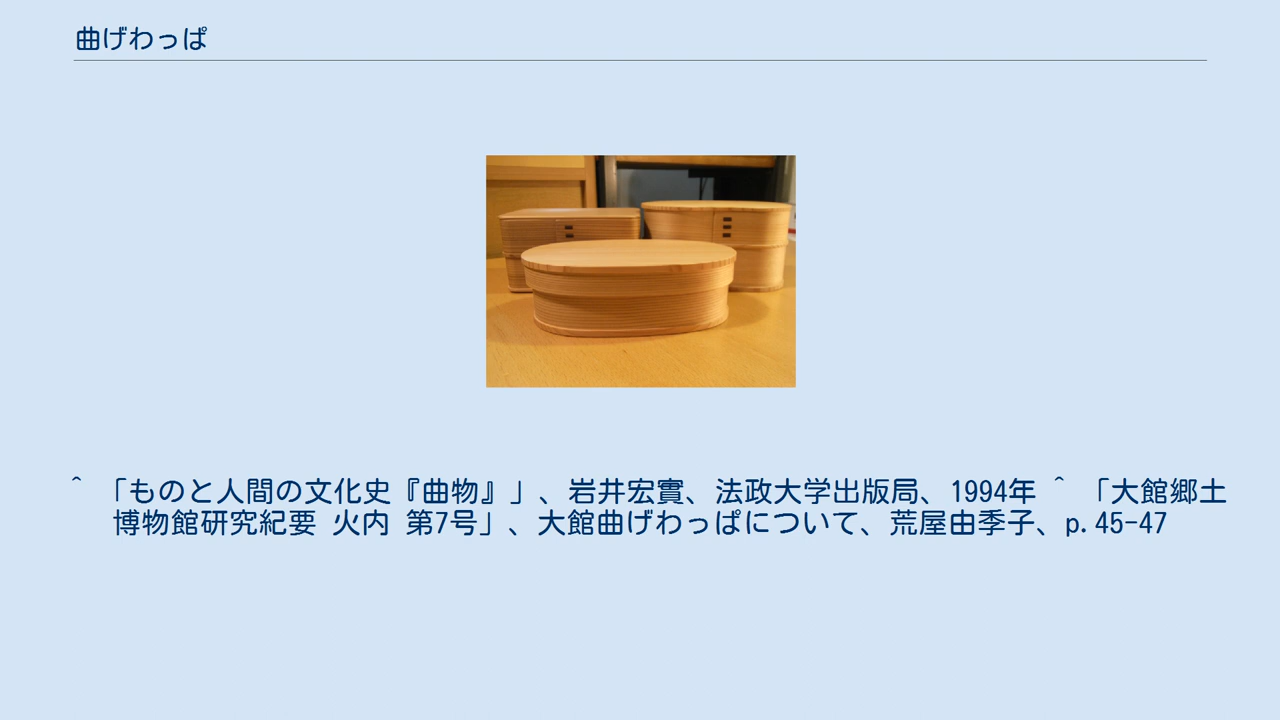 曲げわっぱ
^ 「ものと人間の文化史『曲物』」、岩井宏實、法政大学出版局、1994年 ^ 「大館郷土
博物館研究紀要 火内 第7号」、大館曲げわっぱについて、荒屋由季子、p.45-47